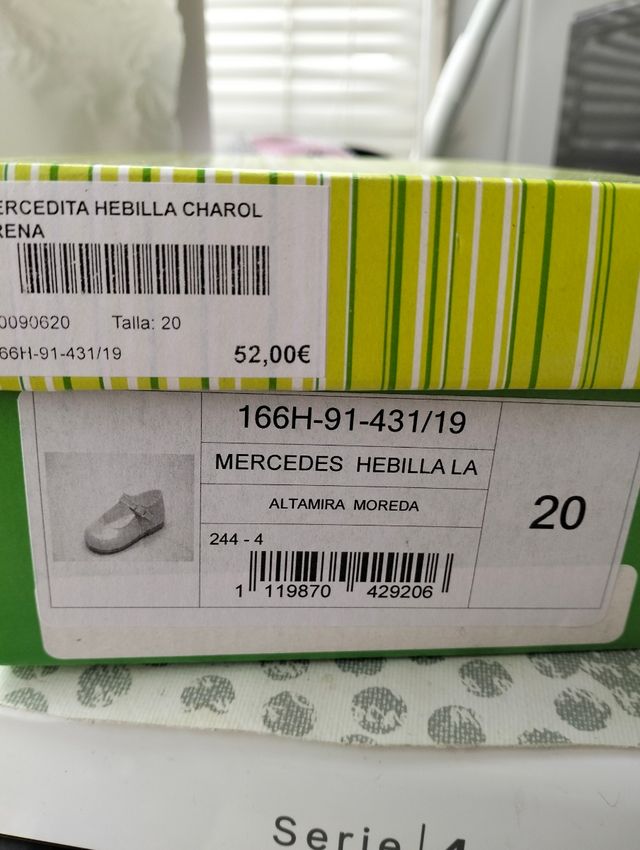 ERCEDITA HEBILLA CHAROL
RENA
0090620 Talla: 20
66H-91-431/19 52,00€
166H-91-431/19
MERCEDES HEBILLA LA
ALTAMIRA MOREDA
20
244 - 4
1 119870 429206
Serie